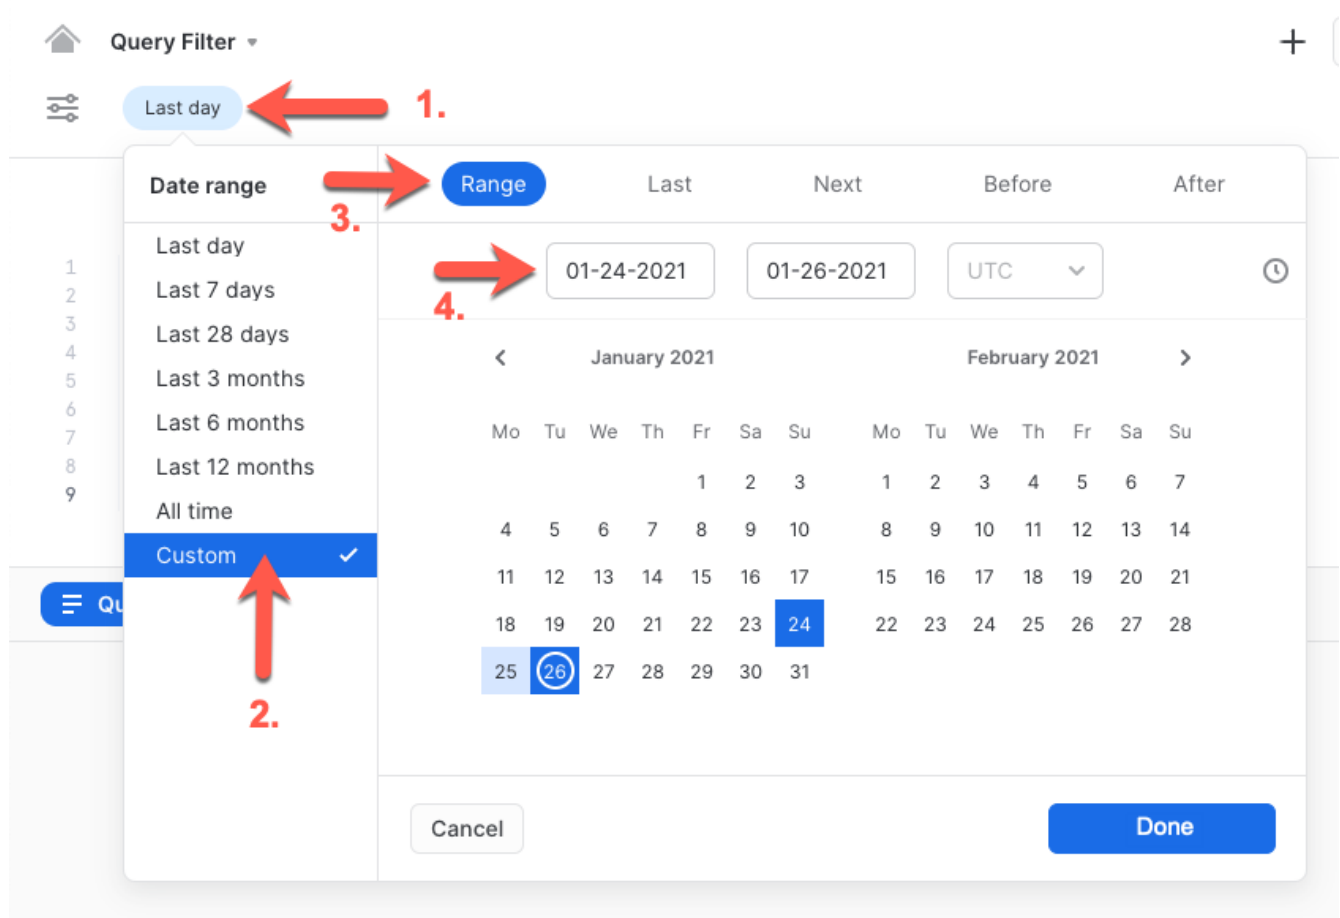 Query Filter
Last day
1.
Date range
3.
Range Last Next Before After
Last day
Last 7 days
Last 28 days
Last 3 months
Last 6 months
Last 12 months
All time
Custom
2.
4.
01-24-2021 01-26-2021 UTC
January 2021 February 2021
Mo Tu We Th Fr Sa Su Mo Tu We Th Fr Sa Su
1 2 3 1 2 3 4 5 6 7
4 5 6 7 8 9 10 8 9 10 11 12 13 14
11 12 13 14 15 16 17 15 16 17 18 19 20 21
18 19 20 21 22 23 24 22 23 24 25 26 27 28
25 26 27 28 29 30 31
1
2
3
4
5
6
7
8
9
Qu
Cancel Done